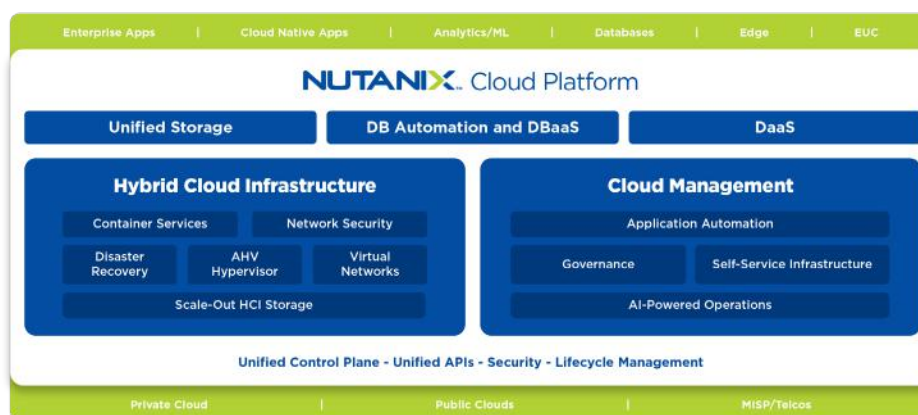 Enterprise Apps | Cloud Native Apps | Analytics/ML | Databases | Edge | EUC
NUTANIX™ Cloud Platform
Unified Storage
DB Automation and DBaaS
DaaS
Hybrid Cloud Infrastructure
Container Services
Network Security
Disaster
Recovery
AHV
Hypervisor
Virtual
Networks
Scale-Out HCI Storage
Cloud Management
Application Automation
Governance
Self-Service Infrastructure
AI-Powered Operations
Unified Control Plane - Unified APIs - Security - Lifecycle Management
Private Cloud | Public Clouds | MISP/Telcos